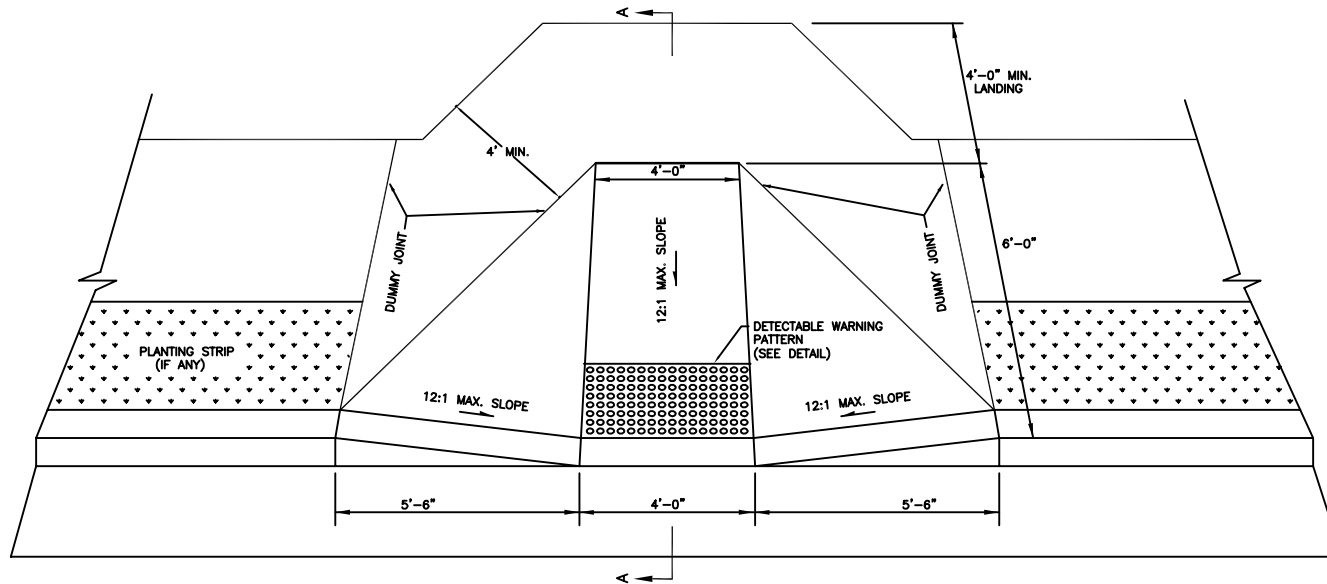 A
4'-0" MIN.
LANDING
4' MIN.
4'-0"
6'-0"
DUMMY JOINT
12:1 MAX. SLOPE
DUMMY JOINT
DETECTABLE WARNING
PATTERN
(SEE DETAIL)
PLANTING STRIP
(IF ANY)
12:1 MAX. SLOPE
12:1 MAX. SLOPE
5'-6"
4'-0"
5'-6"
A